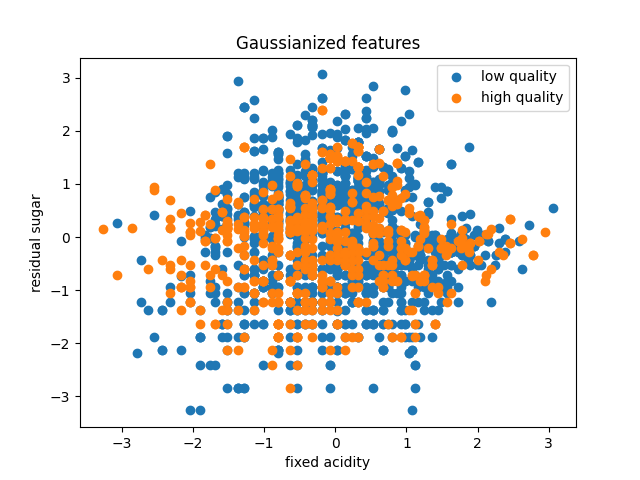 Gaussianized features
low quality
high quality
residual sugar
3
2
1
0
−1
−2
−3
−3
−2
−1
0
1
2
3
fixed acidity